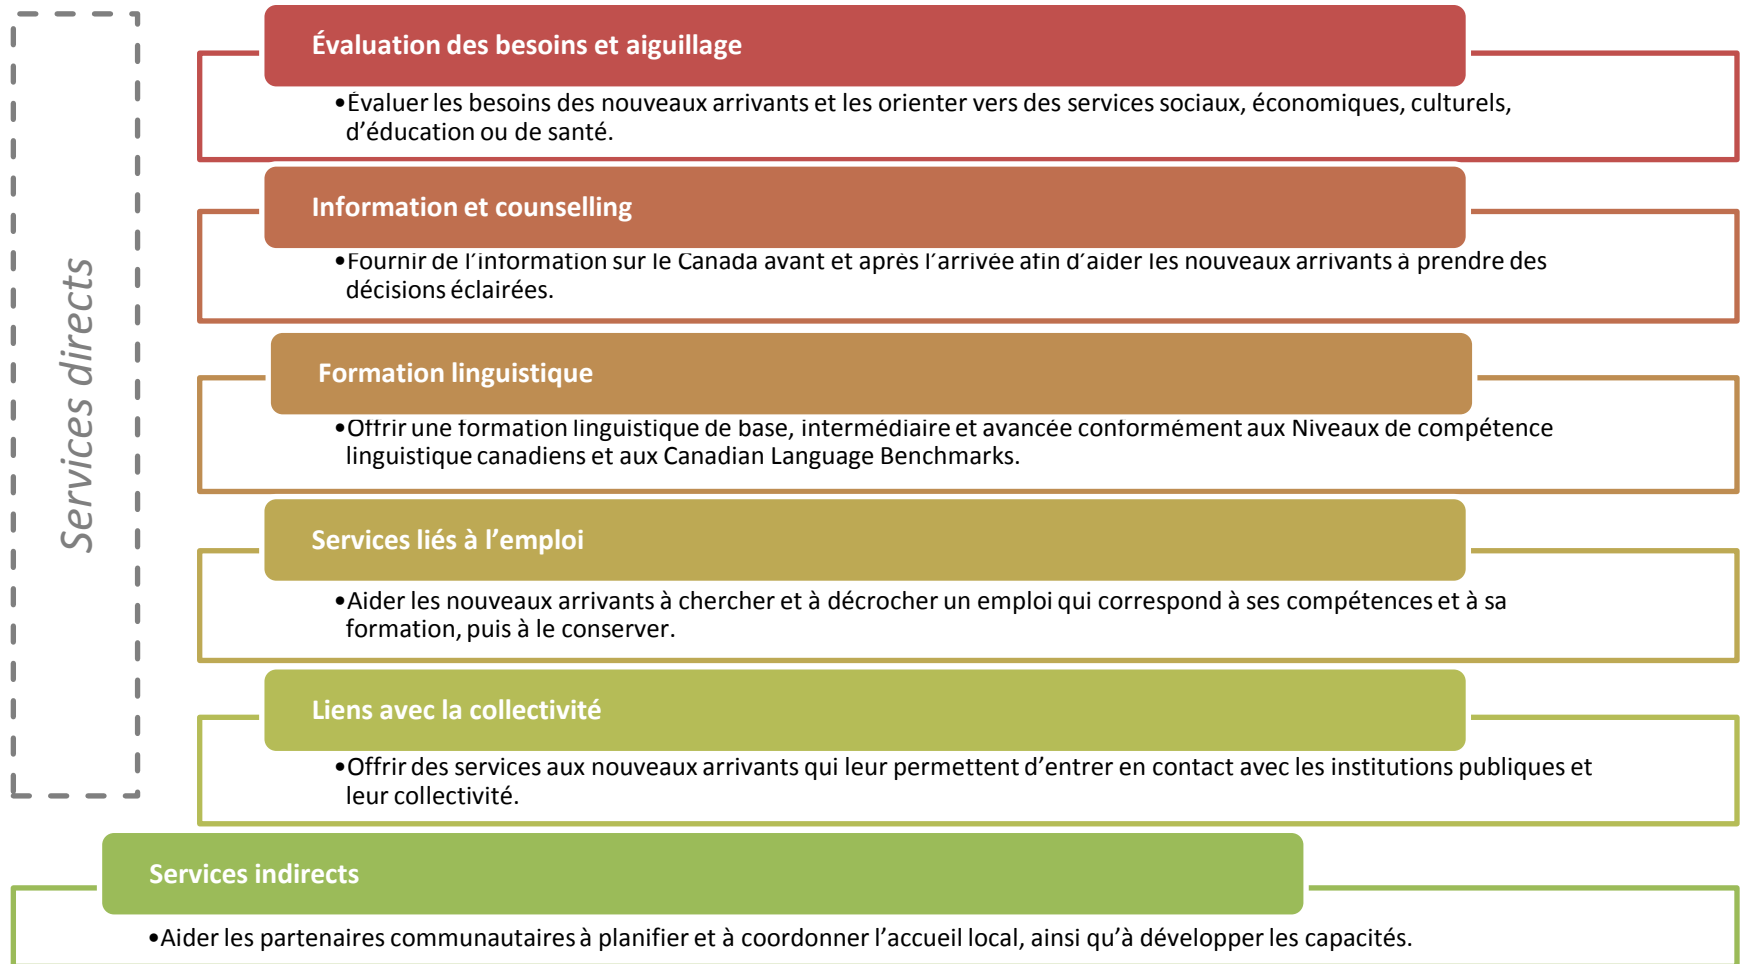 Services directs
Évaluation des besoins et aiguillage
•Évaluer les besoins des nouveaux arrivants et les orienter vers des services sociaux, économiques, culturels,
d’éducation ou de santé.
Information et counselling
•Fournir de l’information sur le Canada avant et après l’arrivée afin d’aider les nouveaux arrivants à prendre des
décisions éclairées.
Formation linguistique
•Offrir une formation linguistique de base, intermédiaire et avancée conformément aux Niveaux de compétence
linguistique canadiens et aux Canadian Language Benchmarks.
Services liés à l’emploi
•Aider les nouveaux arrivants à chercher et à décrocher un emploi qui correspond à ses compétences et à sa
formation, puis à le conserver.
Liens avec la collectivité
•Offrir des services aux nouveaux arrivants qui leur permettent d’entrer en contact avec les institutions publiques et
leur collectivité.
Services indirects
•Aider les partenaires communautaires à planifier et à coordonner l’accueil local, ainsi qu’à développer les capacités.